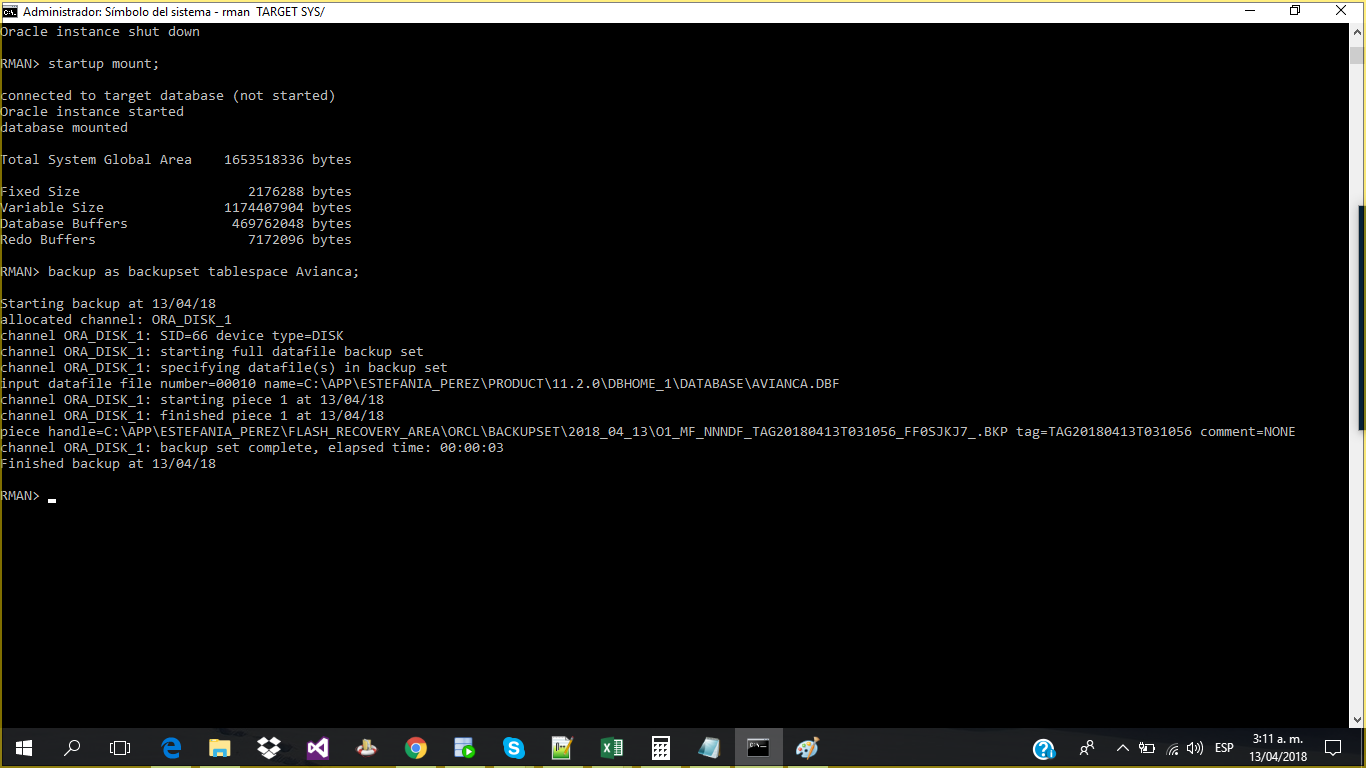 Administrador: Símbolo del sistema - rman  TARGET SYS/
Oracle instance shut down
RMAN> startup mount;
connected to target database (not started)
Oracle instance started
database mounted
Total System Global Area    1653518336 bytes
Fixed Size                     2176288 bytes
Variable Size               1174407904 bytes
Database Buffers             469762048 bytes
Redo Buffers                   7172096 bytes
RMAN> backup as backupset tablespace Avianca;
Starting backup at 13/04/18
allocated channel: ORA_DISK_1
channel ORA_DISK_1: SID=66 device type=DISK
channel ORA_DISK_1: starting full datafile backup set
channel ORA_DISK_1: specifying datafile(s) in backup set
input datafile file number=00010 name=C:\APP\ESTEFANIA_PEREZ\PRODUCT\11.2.0\DBHOME_1\DATABASE\AVIANCA.DBF
channel ORA_DISK_1: starting piece 1 at 13/04/18
channel ORA_DISK_1: finished piece 1 at 13/04/18
piece handle=C:\APP\ESTEFANIA_PEREZ\FLASH_RECOVERY_AREA\ORCL\BACKUPSET\2018_04_13\O1_MF_NNNDF_TAG20180413T031056_FF0SJKJ7_.BKP tag=TAG20180413T031056 comment=NONE
channel ORA_DISK_1: backup set complete, elapsed time: 00:00:03
Finished backup at 13/04/18
RMAN>
ESP
3:11 a. m.
13/04/2018